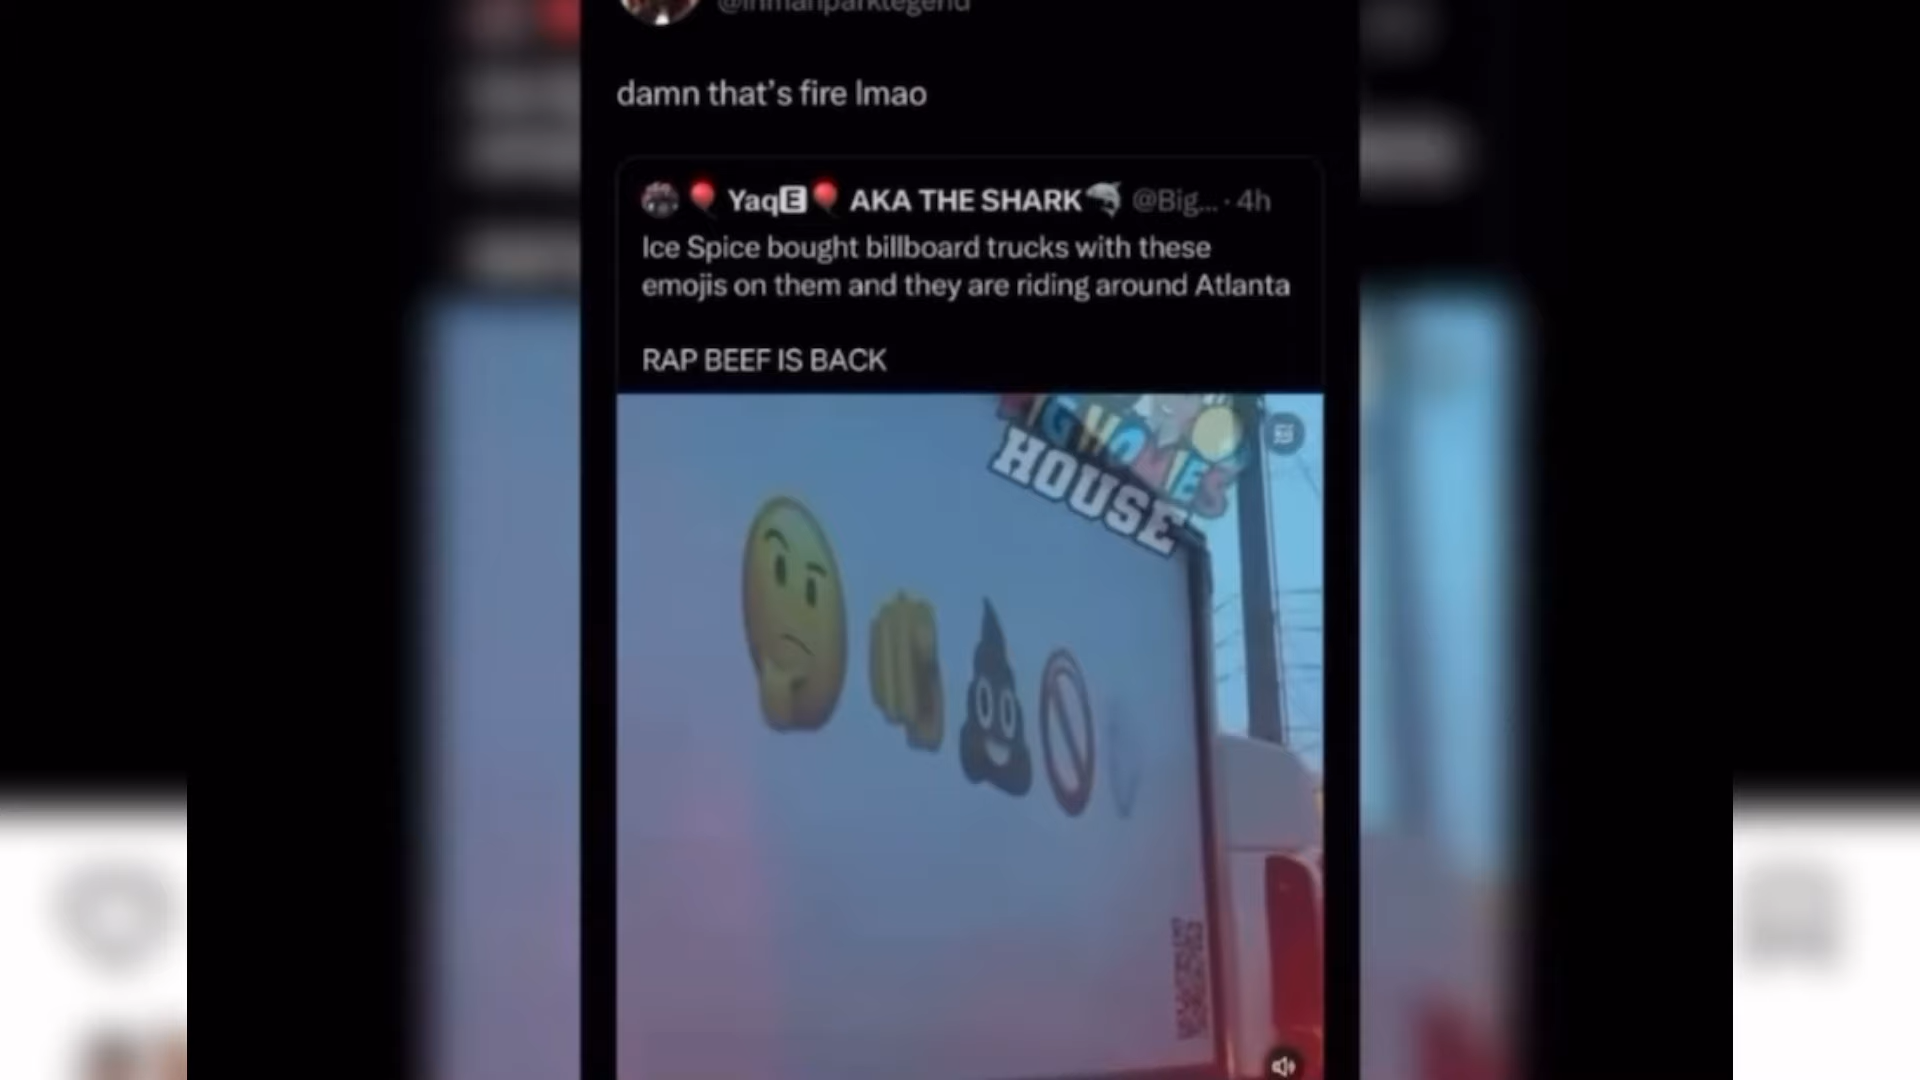 @inmanparklegend
damn that’s fire lmao
YaqE AKA THE SHARK @Big... · 4h
Ice Spice bought billboard trucks with these
emojis on them and they are riding around Atlanta
RAP BEEF IS BACK
HOUSE